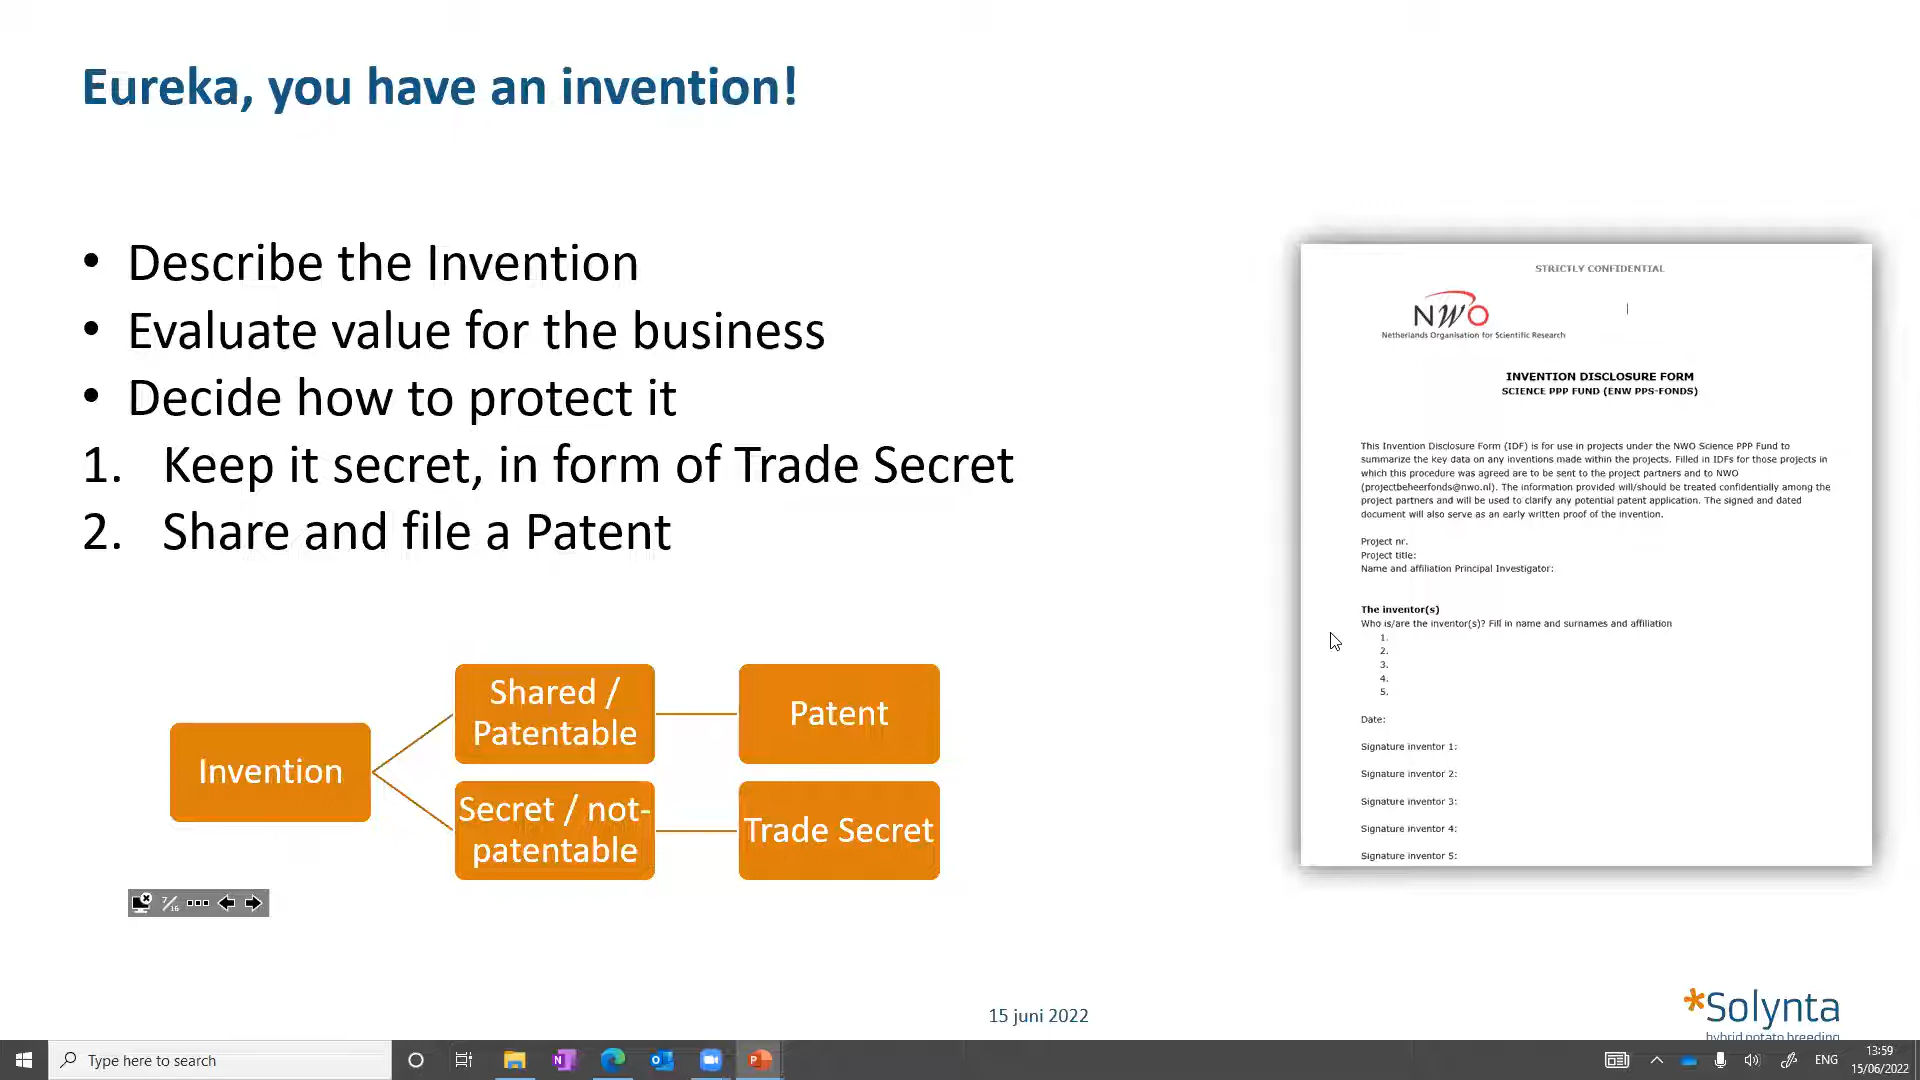 Eureka, you have an invention!
• Describe the Invention
• Evaluate value for the business
• Decide how to protect it
1. Keep it secret, in form of Trade Secret
2. Share and file a Patent
Invention
Shared /
Patentable
Patent
Secret / not-
patentable
Trade Secret
7/16
STRICTLY CONFIDENTIAL
NWO
Netherlands Organisation for Scientific Research
INVENTION DISCLOSURE FORM
SCIENCE PPP FUND (ENW PPS-FONDS)
This Invention Disclosure Form (IDF) is for use in projects under the NWO Science PPP Fund to
summarize the key data on any inventions made within the projects. Filled in IDFs for those projects in
which this procedure was agreed are to be sent to the project partners and to NWO
(projectbeheerfonds@nwo.nl). The information provided will/should be treated confidentially among the
project partners and will be used to clarify any potential patent application. The signed and dated
document will also serve as an early written proof of the invention.
Project nr.
Project title:
Name and affiliation Principal Investigator:
The inventor(s)
Who is/are the inventor(s)? Fill in name and surnames and affiliation
1.
2.
3.
4.
5.
Date:
Signature inventor 1:
Signature inventor 2:
Signature inventor 3:
Signature inventor 4:
Signature inventor 5:
15 juni 2022
*Solynta
hybrid potato breeding
Type here to search
ENG
13:59
15/06/2022